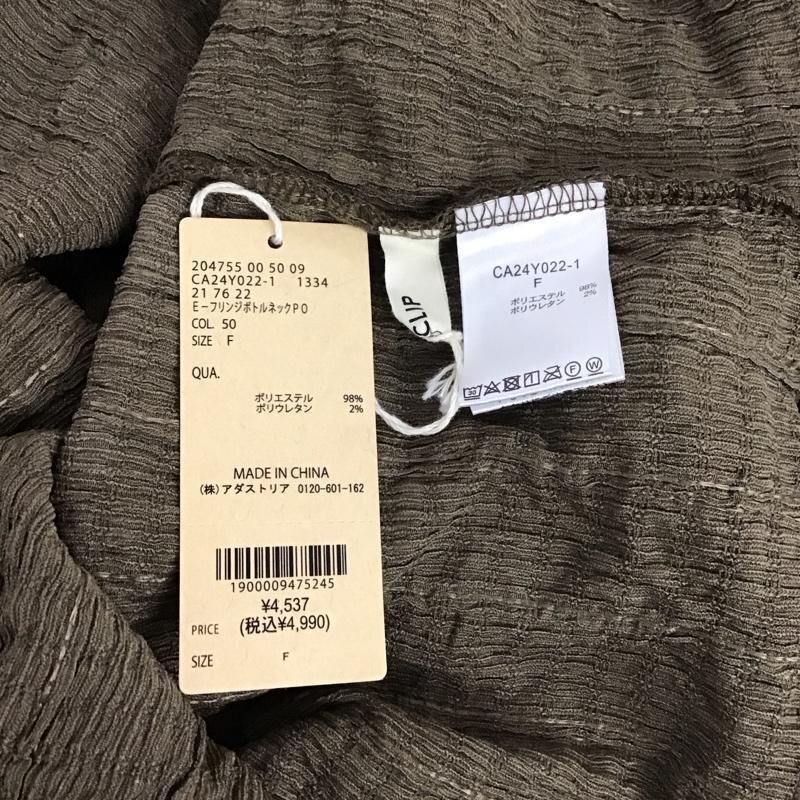 204755 00 50 09
CA24Y022-1 1334
21 76 22
EーフリンジボトルネックPO
COL. 50
SIZE F
QUA.
ポリエステル 98%
ポリウレタン 2%
MADE IN CHINA
(株)アダストリア 0120-601-162
1900009475245
¥4,537
PRICE (税込¥4,990)
SIZE F
CLIP
CA24Y022-1
F
ポリエステル 98%
ポリウレタン 2%
30
F
W